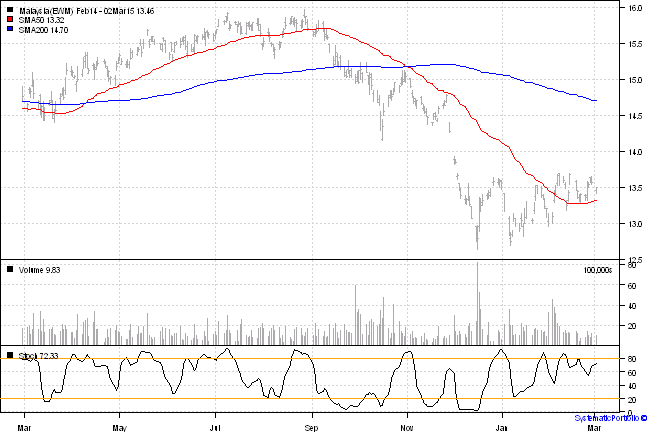 Malaysia(EWM) Feb14 - 02Mar15 13.46
SMA50 13.32
SMA200 14.70
16.0
15.5
15.0
14.5
14.0
13.5
13.0
12.5
Volume 9.83
100,000s
80
60
40
20
Stoch 72.33
80
60
40
20
0
Mar May Jul Sep Nov Jan Mar
SystematicPortfolio ©